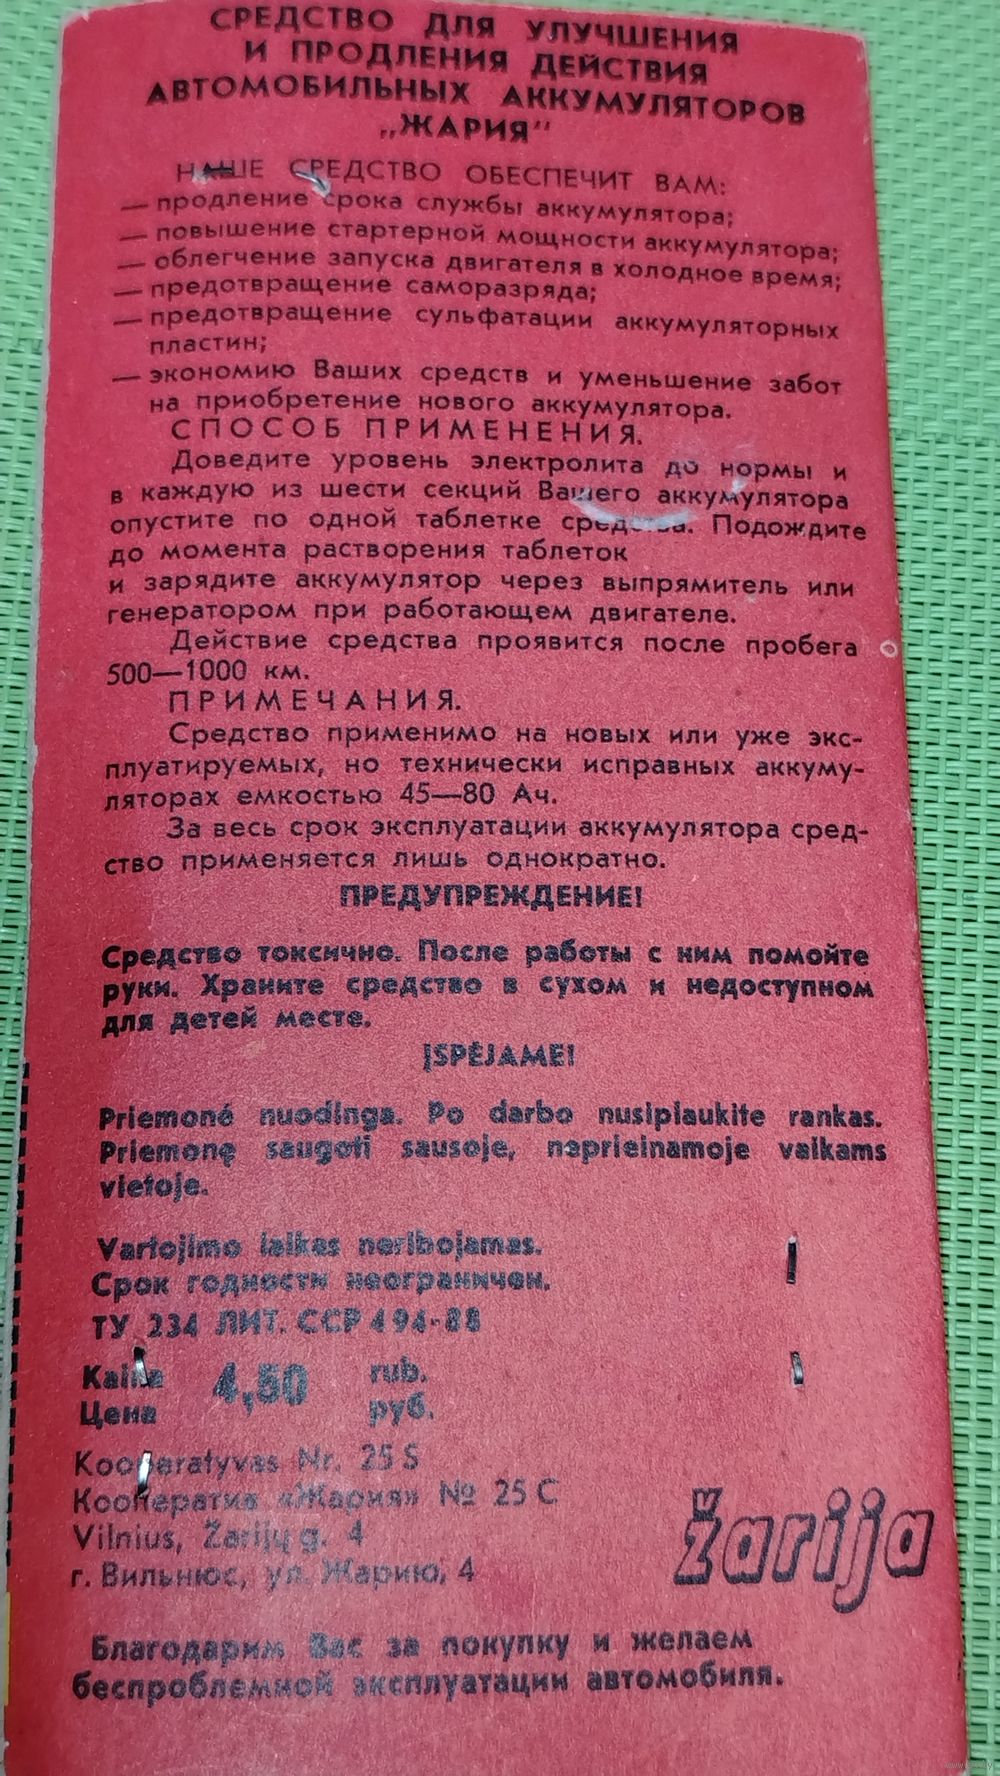 СРЕДСТВО ДЛЯ УЛУЧШЕНИЯ
И ПРОДЛЕНИЯ ДЕЙСТВИЯ
АВТОМОБИЛЬНЫХ АККУМУЛЯТОРОВ
„ЖАРИЯ“
НАШЕ СРЕДСТВО ОБЕСПЕЧИТ ВАМ:
— продление срока службы аккумулятора;
— повышение стартерной мощности аккумулятора;
— облегчение запуска двигателя в холодное время;
— предотвращение саморазряда;
— предотвращение сульфатации аккумуляторных
пластин;
— экономию Ваших средств и уменьшение забот
на приобретение нового аккумулятора.
СПОСОБ ПРИМЕНЕНИЯ.
Доведите уровень электролита до нормы и
в каждую из шести секций Вашего аккумулятора
опустите по одной таблетке средства. Подождите
до момента растворения таблеток
и зарядите аккумулятор через выпрямитель или
генератором при работающем двигателе.
Действие средства проявится после пробега
500—1000 км.
ПРИМЕЧАНИЯ.
Средство применимо на новых или уже экс-
плуатируемых, но технически исправных аккуму-
ляторах емкостью 45—80 Ач.
За весь срок эксплуатации аккумулятора сред-
ство применяется лишь однократно.
ПРЕДУПРЕЖДЕНИЕ!
Средство токсично. После работы с ним помойте
руки. Храните средство в сухом и недоступном
для детей месте.
ĮSPĖJAME!
Priemonė nuodinga. Po darbo nusiplaukite rankas.
Priemonę saugoti sausoje, neprieinamoje vaikams
vietoje.
Vartojimo laikas neribojamas.
Срок годности неограничен.
ТУ 234 ЛИТ. ССР 494-88
Kaina 4,50 rub.
Цена руб.
Kooperatyvas Nr. 25 S
Кооператив «Жария» № 25 С
Vilnius, Žarijų g. 4
г. Вильнюс, ул. Жарию, 4
žarija
Благодарим Вас за покупку и желаем
беспроблемной эксплуатации автомобиля.